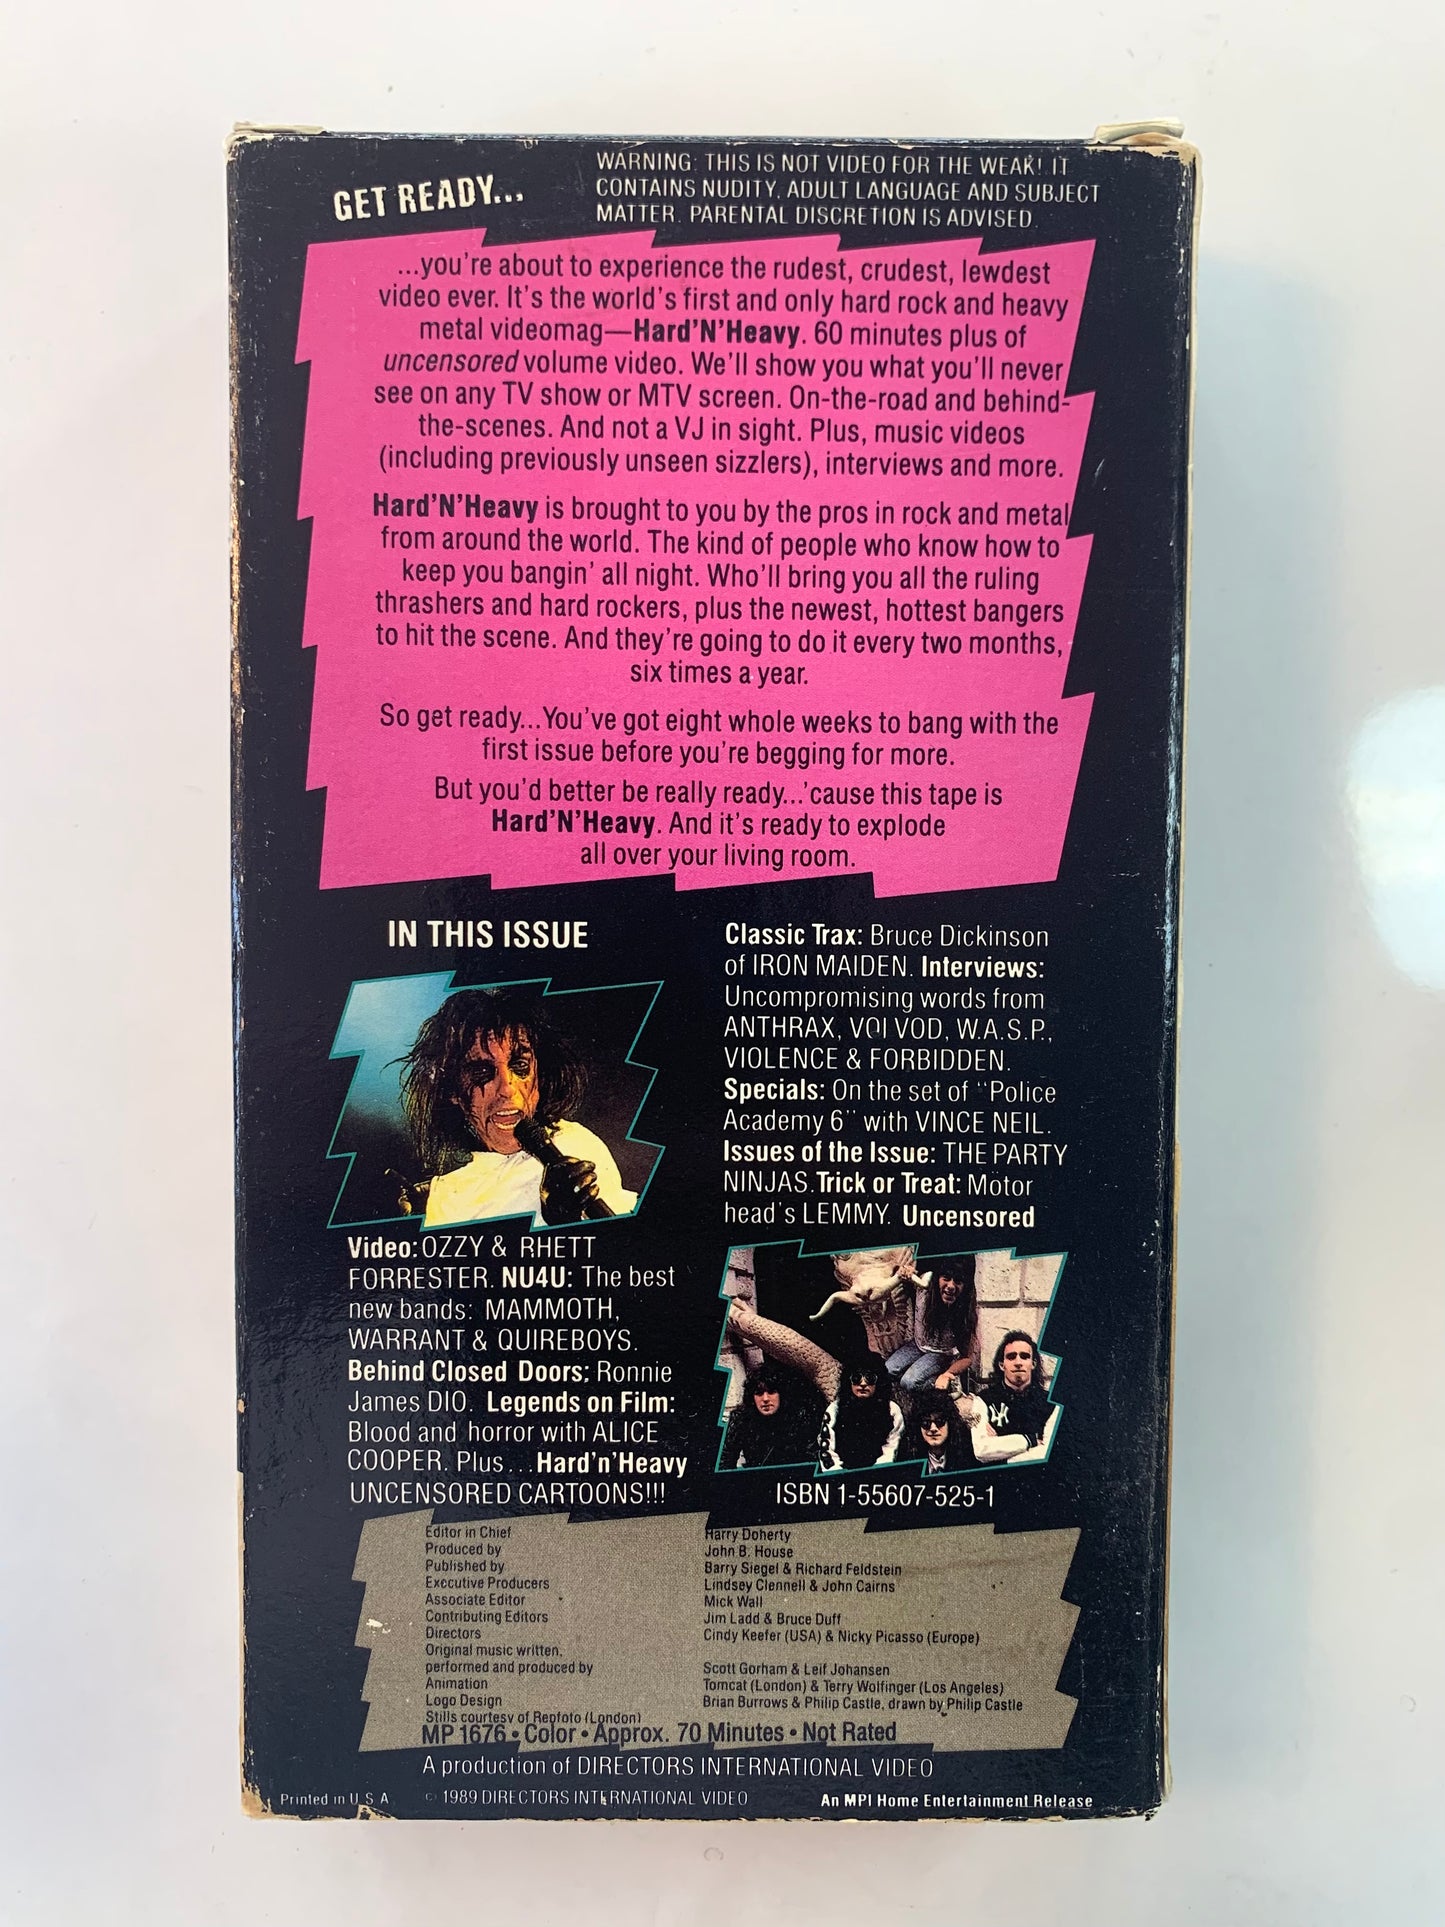 GET READY...
WARNING: THIS IS NOT VIDEO FOR THE WEAK! IT
CONTAINS NUDITY, ADULT LANGUAGE AND SUBJECT
MATTER. PARENTAL DISCRETION IS ADVISED.
...you're about to experience the rudest, crudest, lewdest
video ever. It's the world's first and only hard rock and heavy
metal videomag—Hard'N'Heavy. 60 minutes plus of
uncensored volume video. We'll show you what you'll never
see on any TV show or MTV screen. On-the-road and behind-
the-scenes. And not a VJ in sight. Plus, music videos
(including previously unseen sizzlers), interviews and more.
Hard'N'Heavy is brought to you by the pros in rock and metal
from around the world. The kind of people who know how to
keep you bangin' all night. Who'll bring you all the ruling
thrashers and hard rockers, plus the newest, hottest bangers
to hit the scene. And they're going to do it every two months,
six times a year.
So get ready...You've got eight whole weeks to bang with the
first issue before you're begging for more.
But you'd better be really ready...'cause this tape is
Hard'N'Heavy. And it's ready to explode
all over your living room.
IN THIS ISSUE
Video: OZZY & RHETT
FORRESTER. NU4U: The best
new bands: MAMMOTH,
WARRANT & QUIREBOYS.
Behind Closed Doors; Ronnie
James DIO. Legends on Film:
Blood and horror with ALICE
COOPER. Plus...Hard'n'Heavy
UNCENSORED CARTOONS!!!
Classic Trax: Bruce Dickinson
of IRON MAIDEN. Interviews:
Uncompromising words from
ANTHRAX, VOI VOD, W.A.S.P.,
VIOLENCE & FORBIDDEN.
Specials: On the set of "Police
Academy 6" with VINCE NEIL.
Issues of the Issue: THE PARTY
NINJAS. Trick or Treat: Motor
head's LEMMY. Uncensored
ISBN 1-55607-525-1
Editor in Chief Harry Doherty
Produced by John B. House
Published by Barry Siegel & Richard Feldstein
Executive Producers Lindsey Clennell & John Cairns
Associate Editor Mick Wall
Contributing Editors Jim Ladd & Bruce Duff
Directors Cindy Keefer (USA) & Nicky Picasso (Europe)
Original music written,
performed and produced by Scott Gorham & Leif Johansen
Animation Tomcat (London) & Terry Wolfinger (Los Angeles)
Logo Design Brian Burrows & Philip Castle, drawn by Philip Castle
Stills courtesy of Repfoto (London)
MP 1676 • Color • Approx. 70 Minutes • Not Rated
A production of DIRECTORS INTERNATIONAL VIDEO
Printed in U S A © 1989 DIRECTORS INTERNATIONAL VIDEO An MPI Home Entertainment Release